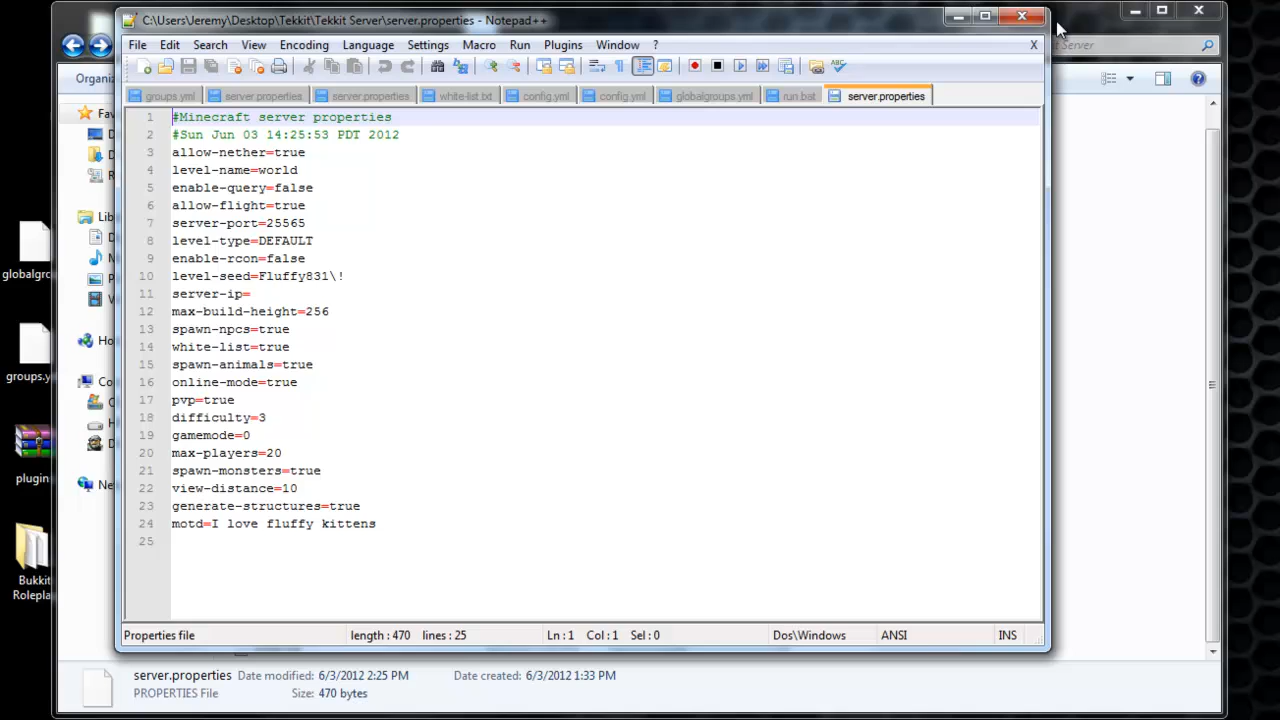 C:\Users\Jeremy\Desktop\Tekkit\Tekkit Server\server.properties - Notepad++
File Edit Search View Encoding Language Settings Macro Run Plugins Window ? X
Server
Organiz
groups.yml server.properties server.properties white-list.txt config.yml config.yml globalgroups.yml run.bat server.properties
Fav
1 #Minecraft server properties
2 #Sun Jun 03 14:25:53 PDT 2012
3 allow-nether=true
4 level-name=world
5 enable-query=false
6 allow-flight=true
7 server-port=25565
8 level-type=DEFAULT
9 enable-rcon=false
10 level-seed=Fluffy831\!
11 server-ip=
12 max-build-height=256
13 spawn-npcs=true
14 white-list=true
15 spawn-animals=true
16 online-mode=true
17 pvp=true
18 difficulty=3
19 gamemode=0
20 max-players=20
21 spawn-monsters=true
22 view-distance=10
23 generate-structures=true
24 motd=I love fluffy kittens
25
D
D
R
Lib
D
M
P
V
Ho
Co
C
H
D
Ne
globalgro
groups.y
plugin
Bukkit
Rolepla
Properties file length : 470 lines : 25 Ln : 1 Col : 1 Sel : 0 Dos\Windows ANSI INS
server.properties Date modified: 6/3/2012 2:25 PM Date created: 6/3/2012 1:33 PM
PROPERTIES File Size: 470 bytes